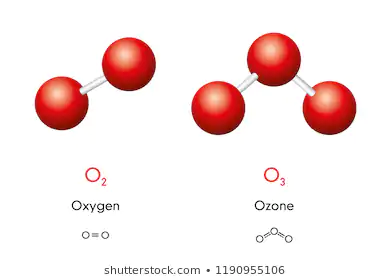 O₂ O₃
Oxygen Ozone
O=O
shutterstock.com • 1190955106